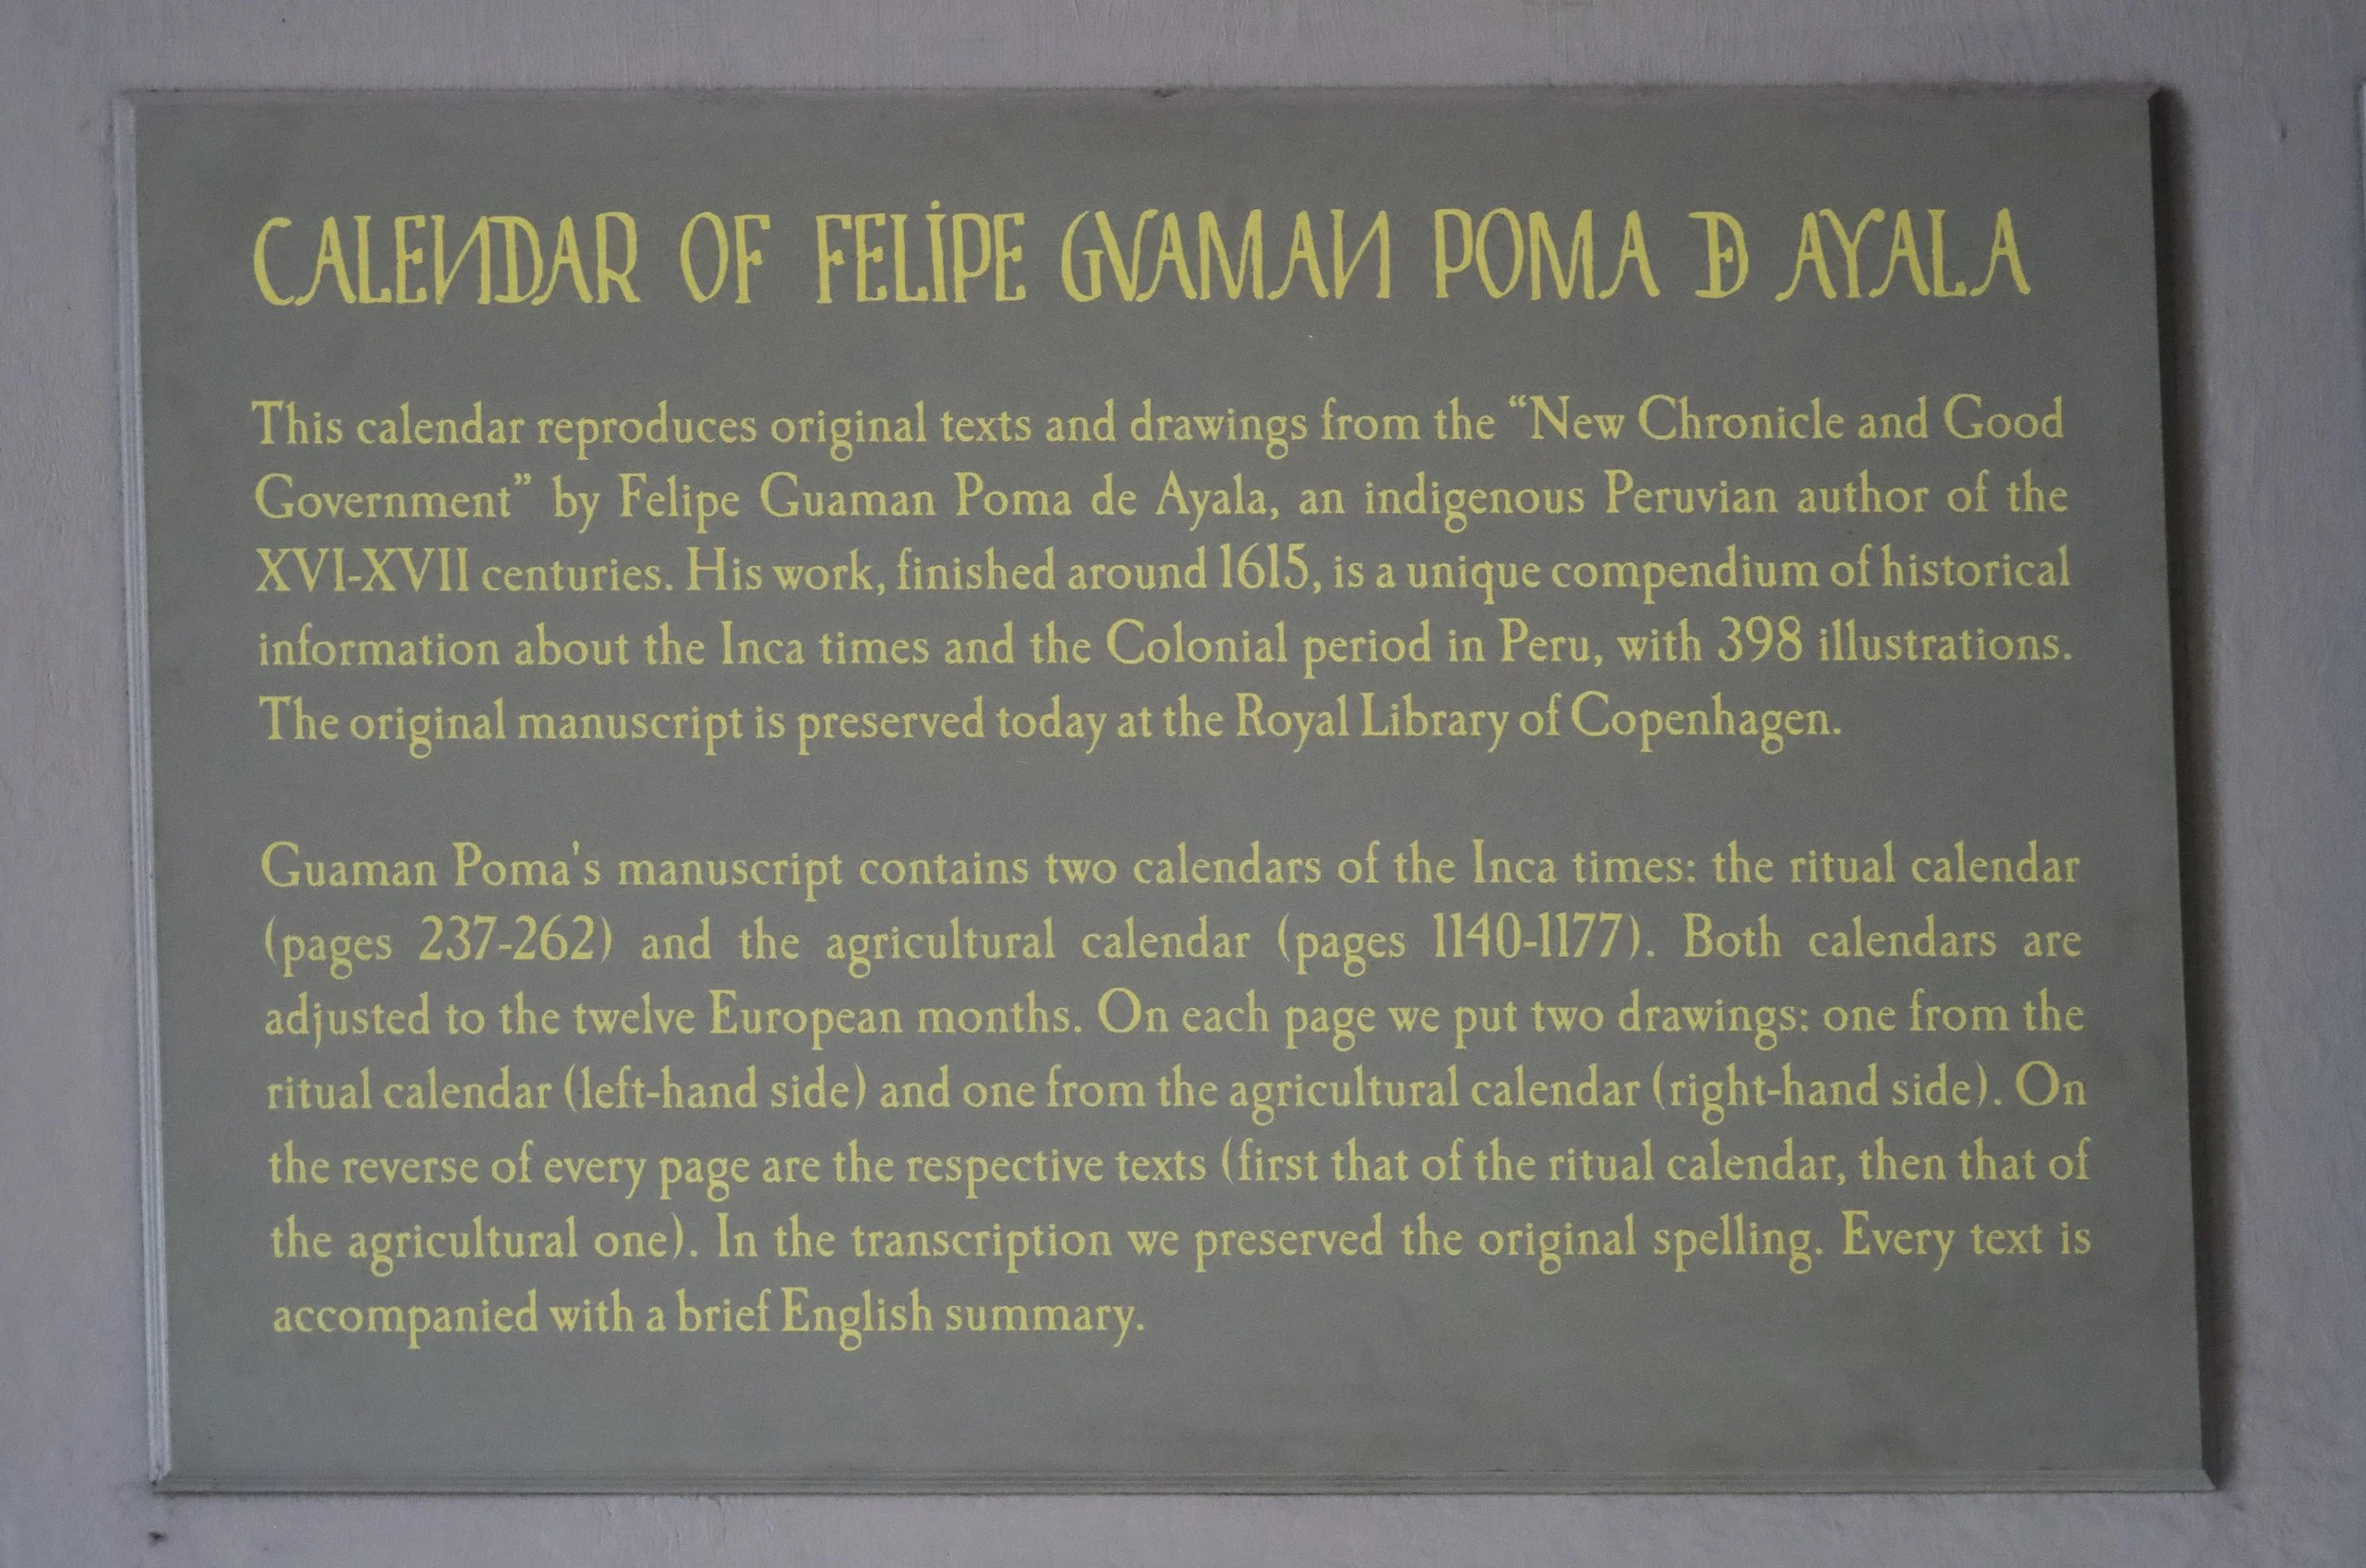 CALENDAR OF FELİPE GVAMAN POMA DE AYALA
This calendar reproduces original texts and drawings from the “New Chronicle and Good
Government” by Felipe Guaman Poma de Ayala, an indigenous Peruvian author of the
XVI-XVII centuries. His work, finished around 1615, is a unique compendium of historical
information about the Inca times and the Colonial period in Peru, with 398 illustrations.
The original manuscript is preserved today at the Royal Library of Copenhagen.
Guaman Poma's manuscript contains two calendars of the Inca times: the ritual calendar
(pages 237-262) and the agricultural calendar (pages 1140-1177). Both calendars are
adjusted to the twelve European months. On each page we put two drawings: one from the
ritual calendar (left-hand side) and one from the agricultural calendar (right-hand side). On
the reverse of every page are the respective texts (first that of the ritual calendar, then that of
the agricultural one). In the transcription we preserved the original spelling. Every text is
accompanied with a brief English summary.